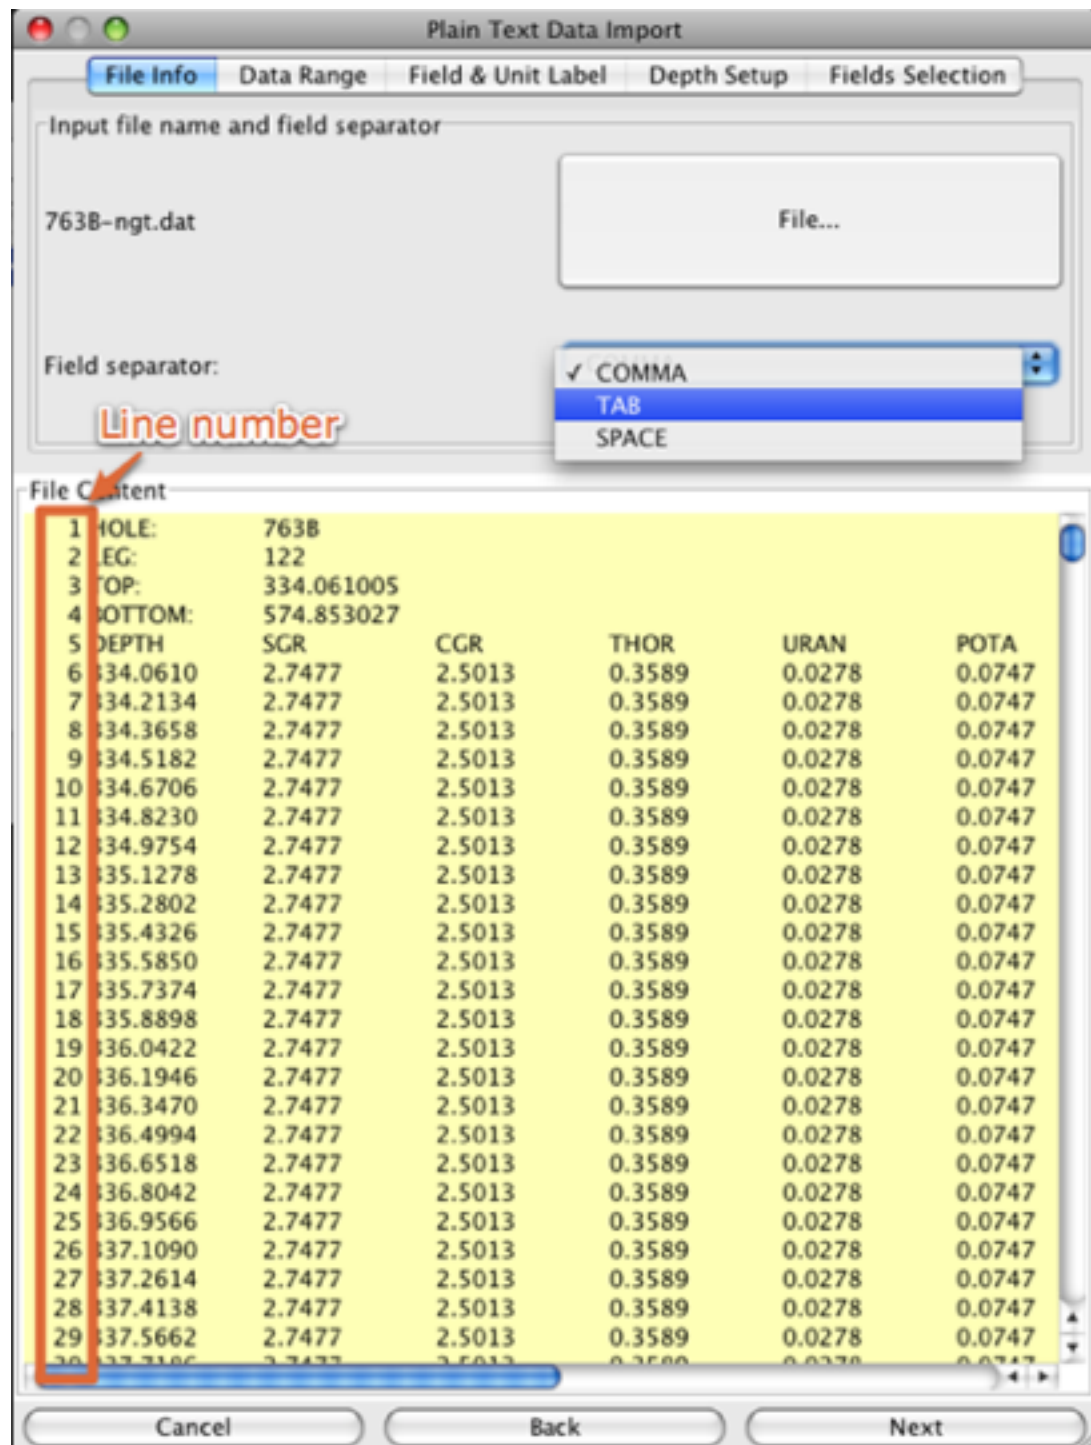 Plain Text Data Import
File Info Data Range Field & Unit Label Depth Setup Fields Selection
Input file name and field separator
763B-ngt.dat File...
Field separator:
✓ COMMA
TAB
SPACE
Line number
File Content
1 HOLE: 763B
2 LEG: 122
3 TOP: 334.061005
4 BOTTOM: 574.853027
5 DEPTH SGR CGR THOR URAN POTA
6 334.0610 2.7477 2.5013 0.3589 0.0278 0.0747
7 334.2134 2.7477 2.5013 0.3589 0.0278 0.0747
8 334.3658 2.7477 2.5013 0.3589 0.0278 0.0747
9 334.5182 2.7477 2.5013 0.3589 0.0278 0.0747
10 334.6706 2.7477 2.5013 0.3589 0.0278 0.0747
11 334.8230 2.7477 2.5013 0.3589 0.0278 0.0747
12 334.9754 2.7477 2.5013 0.3589 0.0278 0.0747
13 335.1278 2.7477 2.5013 0.3589 0.0278 0.0747
14 335.2802 2.7477 2.5013 0.3589 0.0278 0.0747
15 335.4326 2.7477 2.5013 0.3589 0.0278 0.0747
16 335.5850 2.7477 2.5013 0.3589 0.0278 0.0747
17 335.7374 2.7477 2.5013 0.3589 0.0278 0.0747
18 335.8898 2.7477 2.5013 0.3589 0.0278 0.0747
19 336.0422 2.7477 2.5013 0.3589 0.0278 0.0747
20 336.1946 2.7477 2.5013 0.3589 0.0278 0.0747
21 336.3470 2.7477 2.5013 0.3589 0.0278 0.0747
22 336.4994 2.7477 2.5013 0.3589 0.0278 0.0747
23 336.6518 2.7477 2.5013 0.3589 0.0278 0.0747
24 336.8042 2.7477 2.5013 0.3589 0.0278 0.0747
25 336.9566 2.7477 2.5013 0.3589 0.0278 0.0747
26 337.1090 2.7477 2.5013 0.3589 0.0278 0.0747
27 337.2614 2.7477 2.5013 0.3589 0.0278 0.0747
28 337.4138 2.7477 2.5013 0.3589 0.0278 0.0747
29 337.5662 2.7477 2.5013 0.3589 0.0278 0.0747
Cancel Back Next